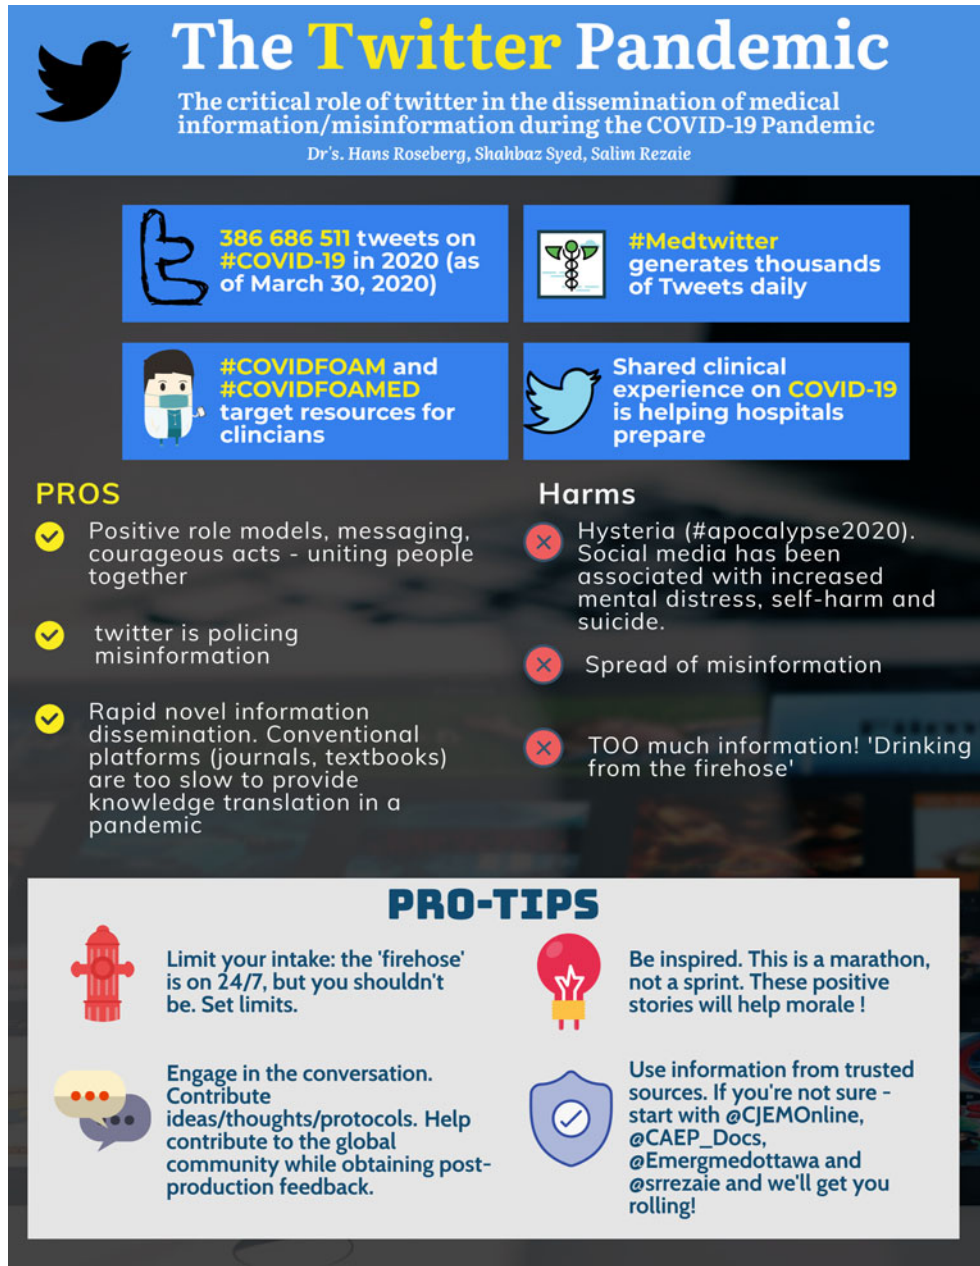 The Twitter Pandemic
The critical role of twitter in the dissemination of medical
information/misinformation during the COVID-19 Pandemic
Dr's. Hans Roseberg, Shahbaz Syed, Salim Rezaie
386 686 511 tweets on
#COVID-19 in 2020 (as
of March 30, 2020)
#Medtwitter
generates thousands
of Tweets daily
#COVIDFOAM and
#COVIDFOAMED
target resources for
clincians
Shared clinical
experience on COVID-19
is helping hospitals
prepare
PROS
Positive role models, messaging,
courageous acts - uniting people
together
twitter is policing
misinformation
Rapid novel information
dissemination. Conventional
platforms (journals, textbooks)
are too slow to provide
knowledge translation in a
pandemic
Harms
Hysteria (#apocalypse2020).
Social media has been
associated with increased
mental distress, self-harm and
suicide.
Spread of misinformation
TOO much information! 'Drinking
from the firehose'
PRO-TIPS
Limit your intake: the 'firehose'
is on 24/7, but you shouldn't
be. Set limits.
Be inspired. This is a marathon,
not a sprint. These positive
stories will help morale !
Engage in the conversation.
Contribute
ideas/thoughts/protocols. Help
contribute to the global
community while obtaining post-
production feedback.
Use information from trusted
sources. If you're not sure -
start with @CJEMOnline,
@CAEP_Docs,
@Emergmedottawa and
@srrezaie and we'll get you
rolling!